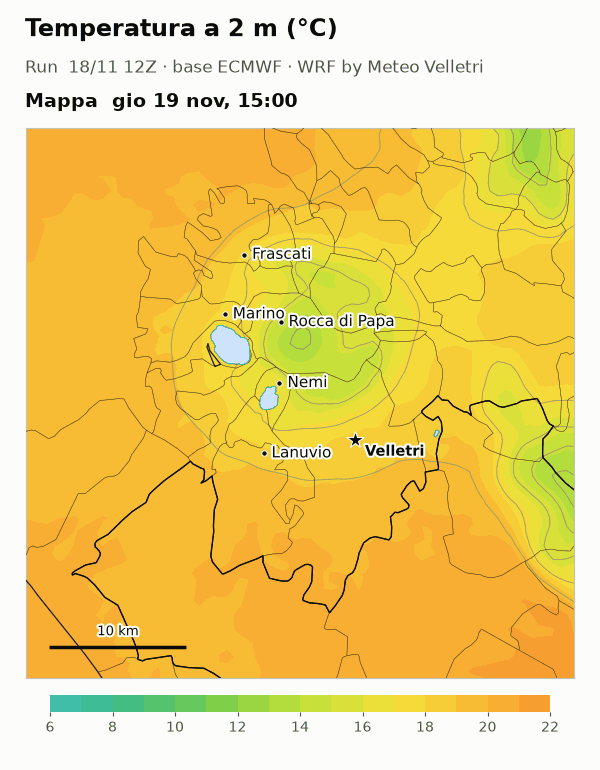 Temperatura a 2 m (°C)
Run 18/11 12Z · base ECMWF · WRF by Meteo Velletri
Mappa gio 19 nov, 15:00
Frascati
Marino
Rocca di Papa
Nemi
Velletri
Lanuvio
10 km
6 8 10 12 14 16 18 20 22